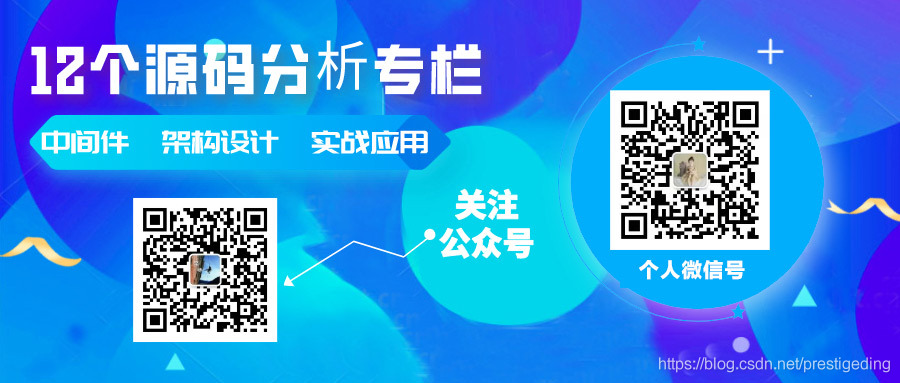 12个源码分析专栏
中间件 架构设计 实战应用
关注
公众号
个人微信号
https://blog.csdn.net/prestigeding